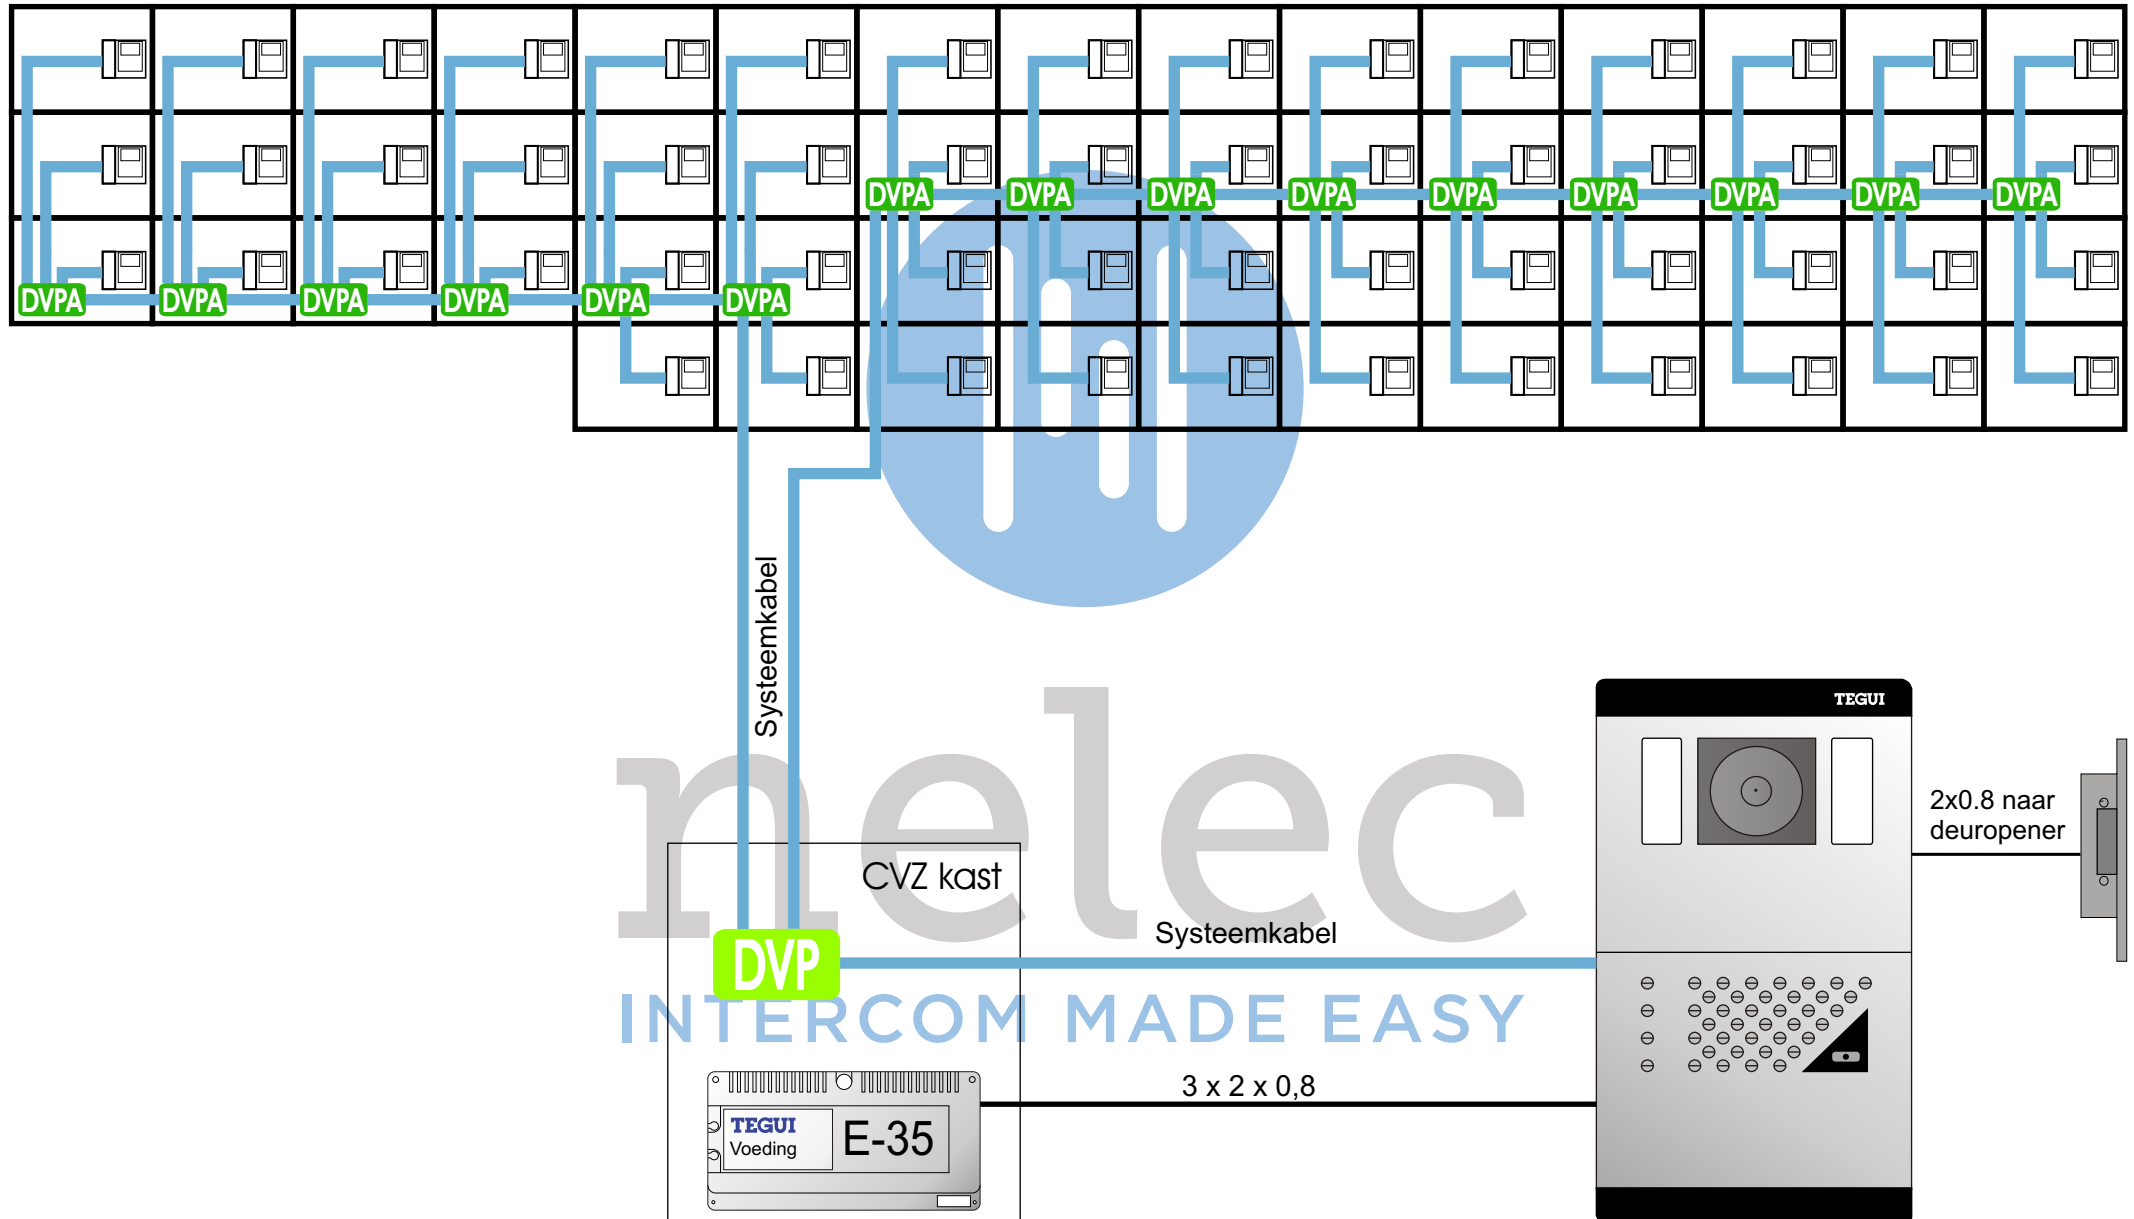 DVPA DVPA DVPA DVPA DVPA DVPA DVPA DVPA DVPA
DVPA DVPA DVPA DVPA DVPA DVPA
Systeemkabel
nelec
INTERCOM MADE EASY
TEGUI
2x0.8 naar
deuropener
CVZ kast
DVP
Systeemkabel
3 x 2 x 0,8
TEGUI
Voeding
E-35